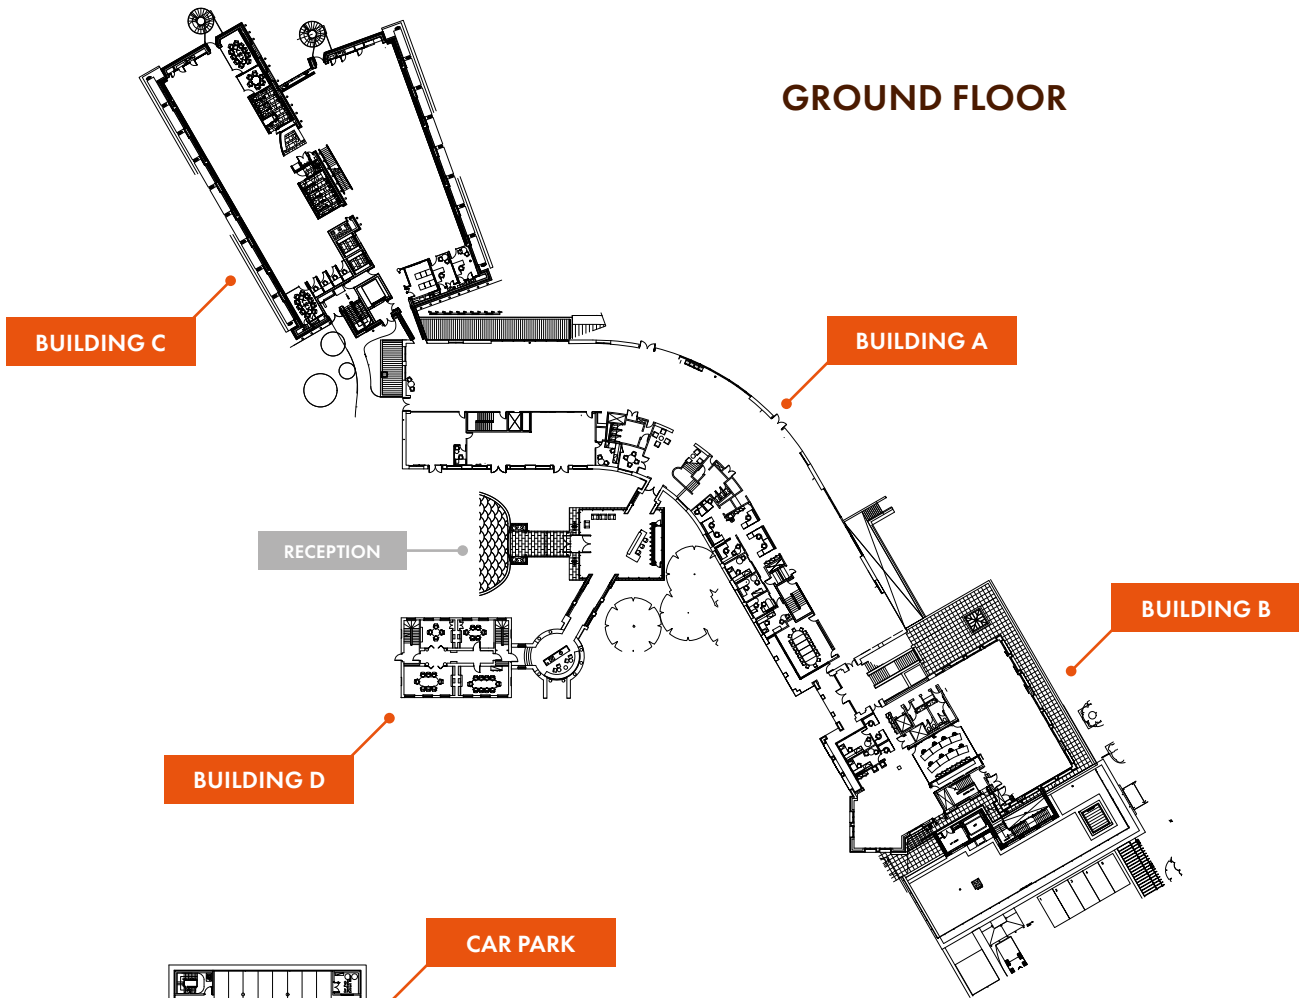 GROUND FLOOR
BUILDING C
BUILDING A
RECEPTION
BUILDING B
BUILDING D
CAR PARK